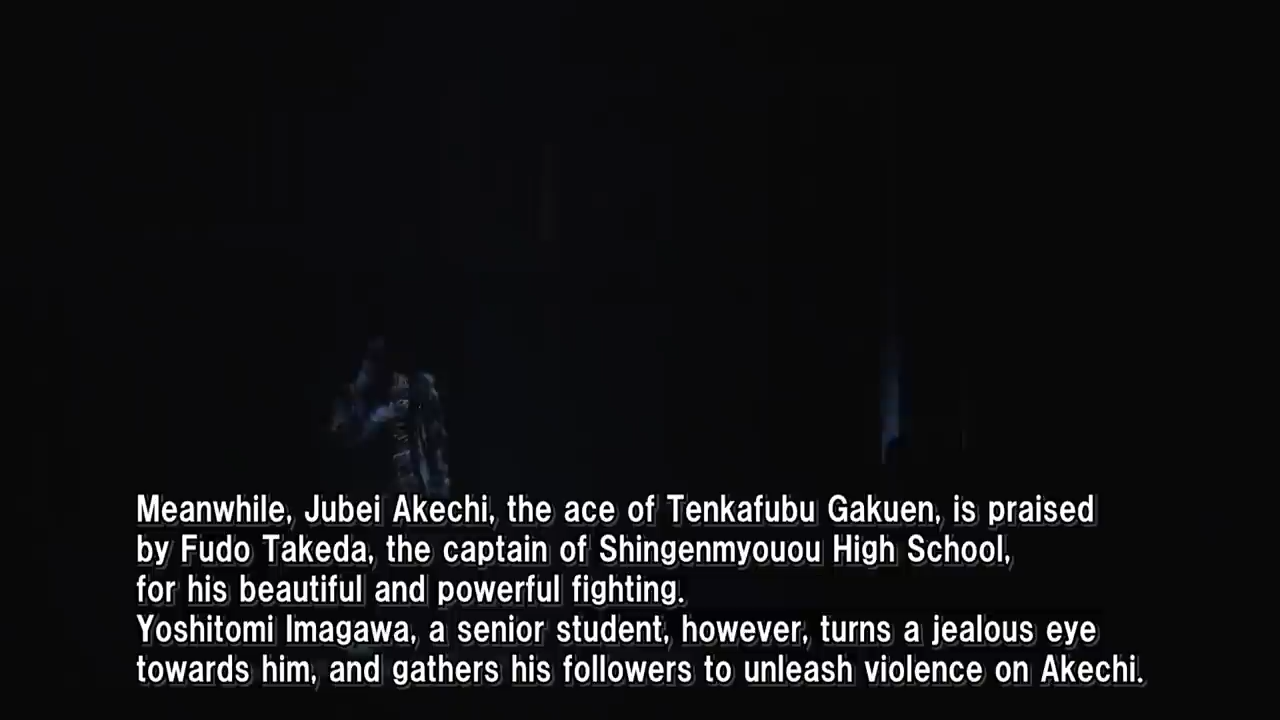 Meanwhile, Jubei Akechi, the ace of Tenkafubu Gakuen, is praised
by Fudo Takeda, the captain of Shingenmyouou High School,
for his beautiful and powerful fighting.
Yoshitomi Imagawa, a senior student, however, turns a jealous eye
towards him, and gathers his followers to unleash violence on Akechi.